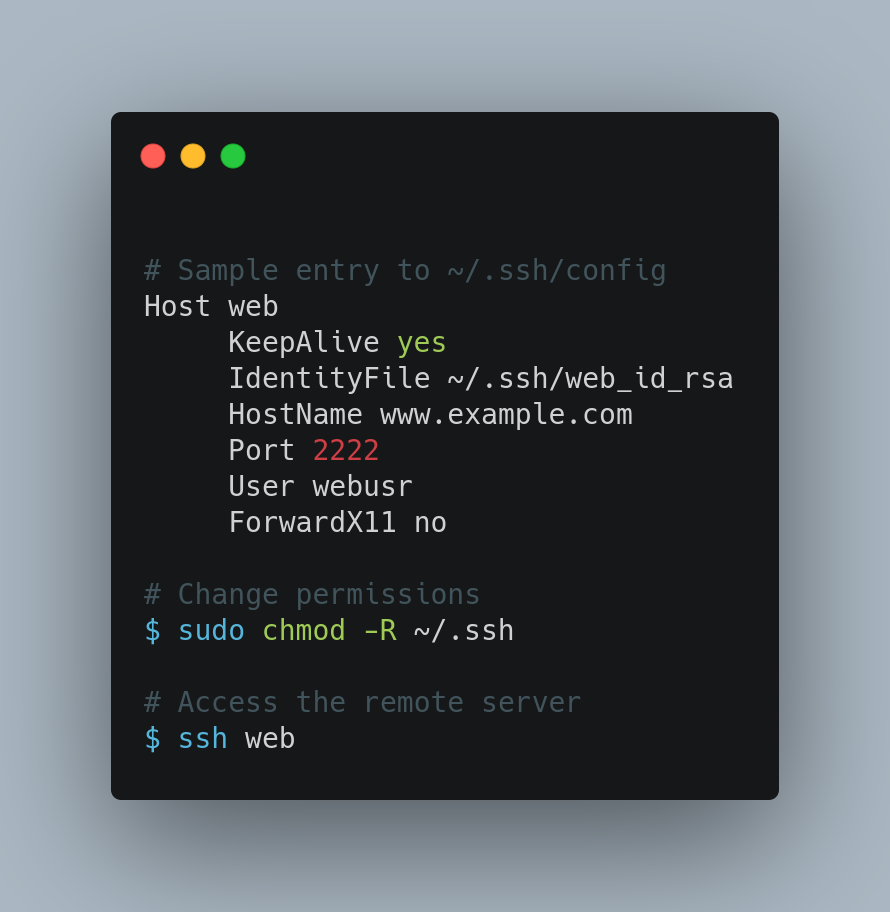 # Sample entry to ~/.ssh/config
Host web
     KeepAlive yes
     IdentityFile ~/.ssh/web_id_rsa
     HostName www.example.com
     Port 2222
     User webusr
     ForwardX11 no

# Change permissions
$ sudo chmod -R ~/.ssh

# Access the remote server
$ ssh web